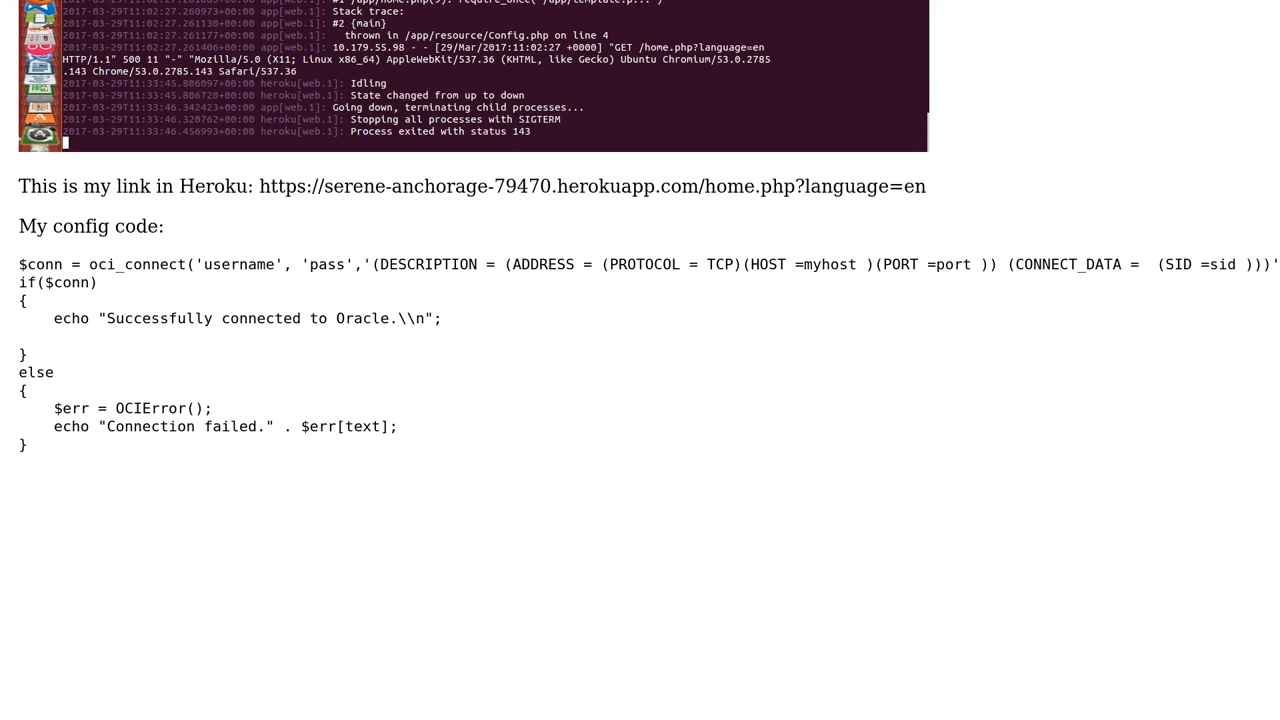 2017-03-29T11:02:27.260973+00:00 app[web.1]: Stack trace:
2017-03-29T11:02:27.261130+00:00 app[web.1]: #2 {main}
2017-03-29T11:02:27.261177+00:00 app[web.1]:   thrown in /app/resource/Config.php on line 4
2017-03-29T11:02:27.261406+00:00 app[web.1]: 10.179.55.98 - - [29/Mar/2017:11:02:27 +0000] "GET /home.php?language=en
HTTP/1.1" 500 11 "-" "Mozilla/5.0 (X11; Linux x86_64) AppleWebKit/537.36 (KHTML, like Gecko) Ubuntu Chromium/53.0.2785
.143 Chrome/53.0.2785.143 Safari/537.36
2017-03-29T11:33:45.806097+00:00 heroku[web.1]: Idling
2017-03-29T11:33:45.806720+00:00 heroku[web.1]: State changed from up to down
2017-03-29T11:33:46.342423+00:00 app[web.1]: Going down, terminating child processes...
2017-03-29T11:33:46.320762+00:00 heroku[web.1]: Stopping all processes with SIGTERM
2017-03-29T11:33:46.456993+00:00 heroku[web.1]: Process exited with status 143
This is my link in Heroku: https://serene-anchorage-79470.herokuapp.com/home.php?language=en
My config code:
$conn = oci_connect('username', 'pass','(DESCRIPTION = (ADDRESS = (PROTOCOL = TCP)(HOST =myhost )(PORT =port )) (CONNECT_DATA =  (SID =sid )))'
if($conn)
{
    echo "Successfully connected to Oracle.\\n";
}
else
{
    $err = OCIError();
    echo "Connection failed." . $err[text];
}